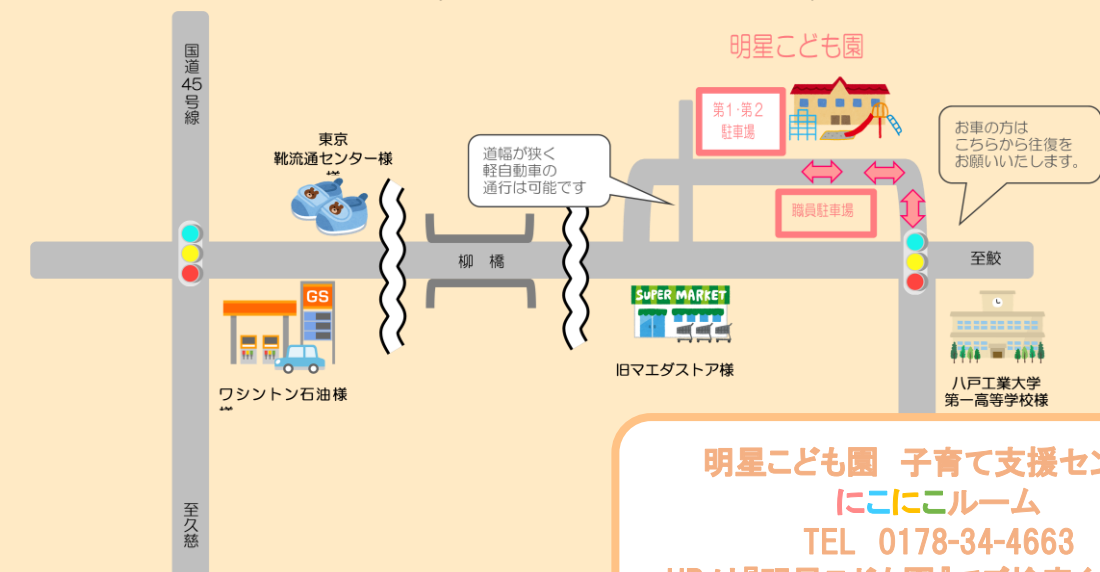 明星こども園
国道45号線
第1・第2
駐車場
お車の方は
こちらから往復を
お願いいたします。
東京
靴流通センター様
道幅が狭く
軽自動車の
通行は可能です
職員駐車場
柳 橋
至鮫
GS
SUPER MARKET
旧マエダストア様
ワシントン石油様
八戸工業大学
第一高等学校様
至久慈
明星こども園 子育て支援セン
にこにこルーム
TEL 0178-34-4663